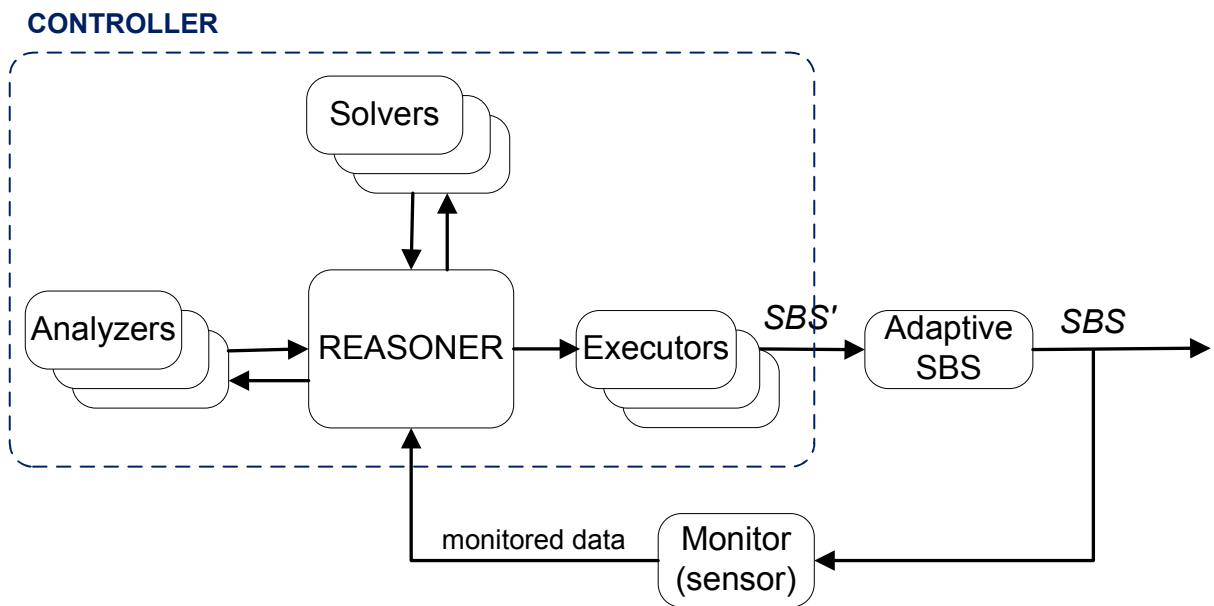 CONTROLLER
Solvers
Analyzers
REASONER
Executors
SBS'
Adaptive
SBS
SBS
monitored data
Monitor
(sensor)